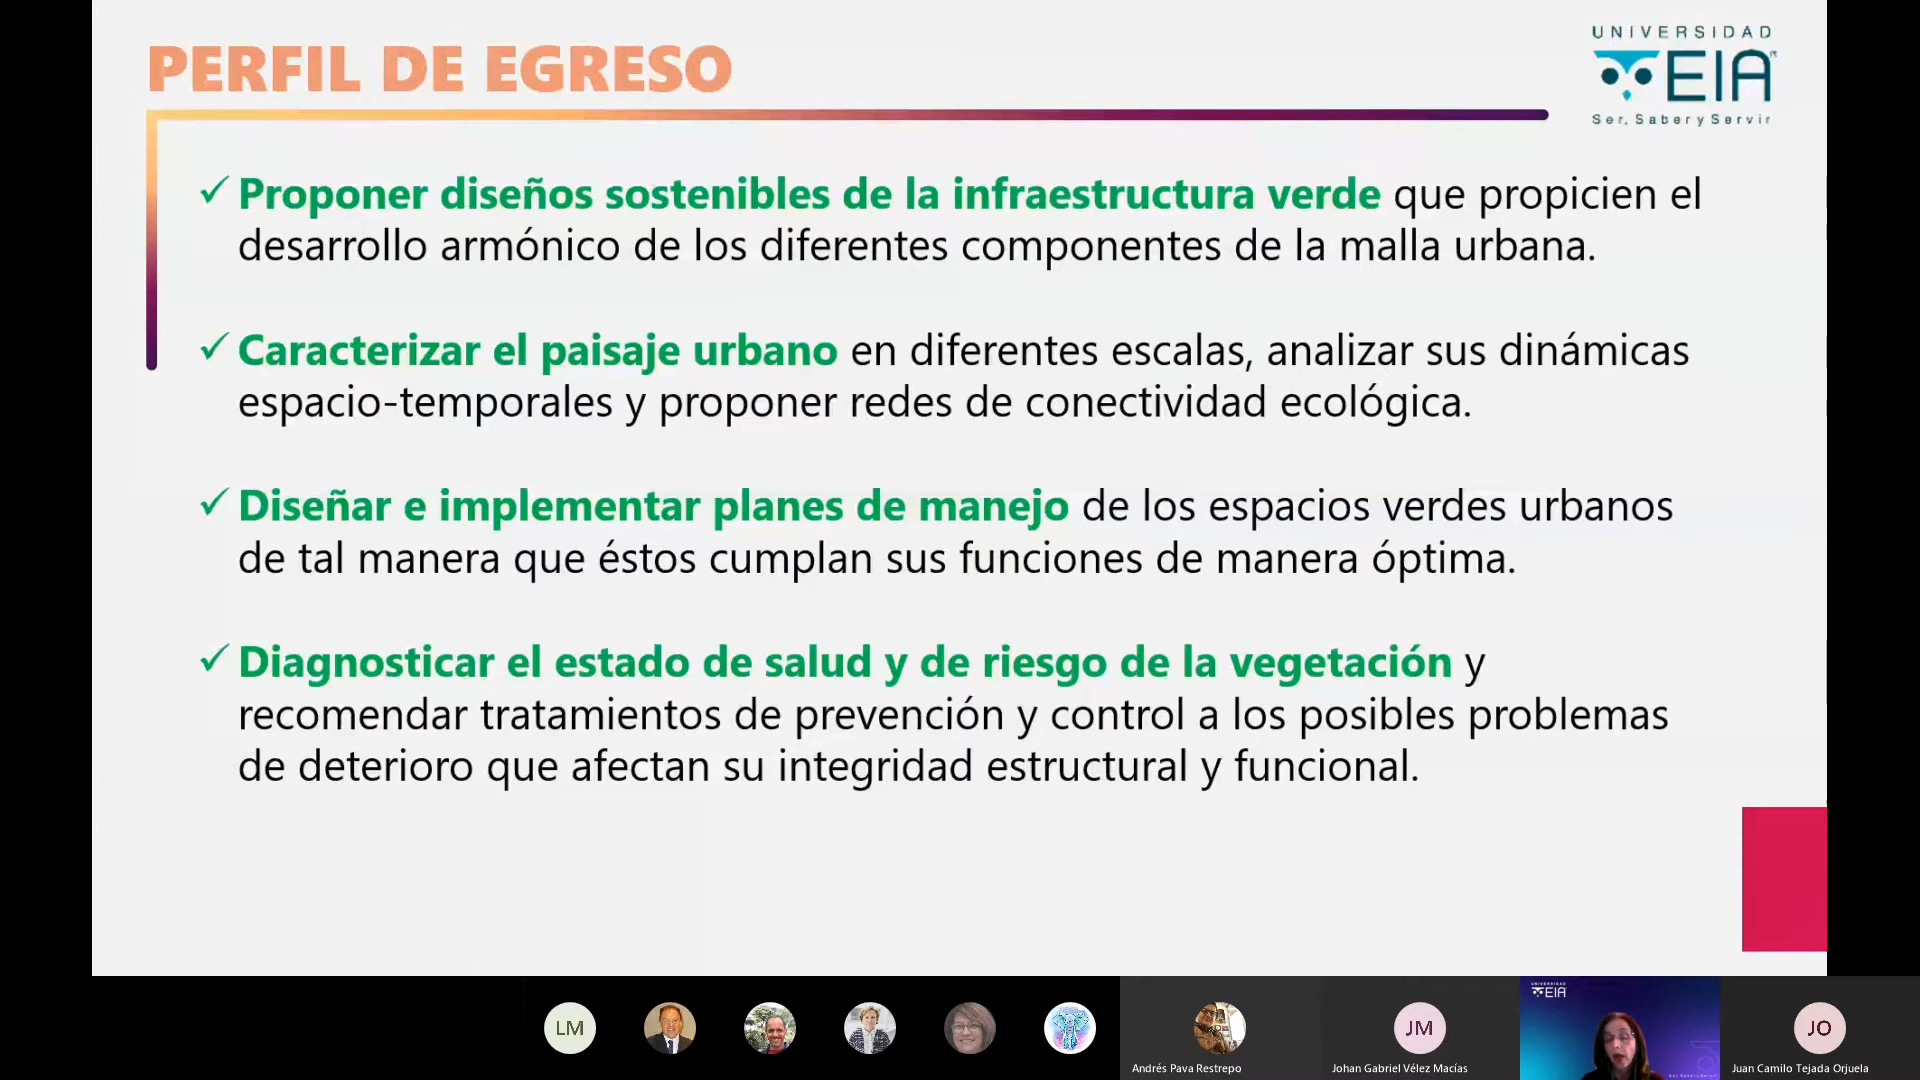 PERFIL DE EGRESO
UNIVERSIDAD
EIA
Ser, Saber y Servir
✓ Proponer diseños sostenibles de la infraestructura verde que propicien el
desarrollo armónico de los diferentes componentes de la malla urbana.
✓ Caracterizar el paisaje urbano en diferentes escalas, analizar sus dinámicas
espacio-temporales y proponer redes de conectividad ecológica.
✓ Diseñar e implementar planes de manejo de los espacios verdes urbanos
de tal manera que éstos cumplan sus funciones de manera óptima.
✓ Diagnosticar el estado de salud y de riesgo de la vegetación y
recomendar tratamientos de prevención y control a los posibles problemas
de deterioro que afectan su integridad estructural y funcional.
LM
Andrés Pava Restrepo
JM
Johan Gabriel Vélez Macías
UNIVERSIDAD
EIA
JO
Juan Camilo Tejada Orjuela